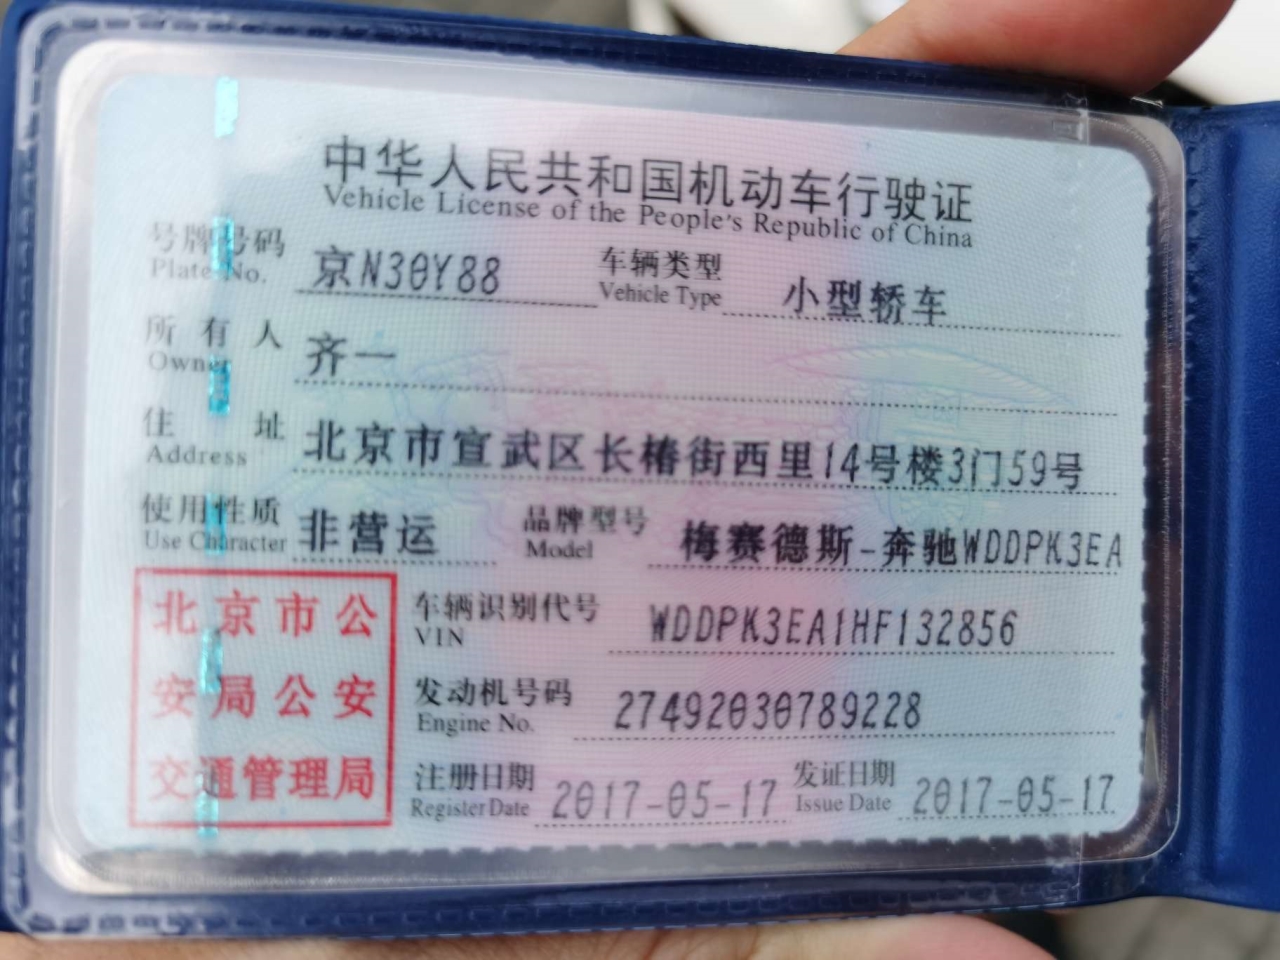 中华人民共和国机动车行驶证
Vehicle License of the People's Republic of China
号牌号码 京N30Y88 车辆类型 小型轿车
Plate No. Vehicle Type
所有人 齐一
Owner
住址 北京市宣武区长椿街西里14号楼3门59号
Address
使用性质 非营运 品牌型号 梅赛德斯-奔驰WDDPK3EA
Use Character Model
北京市公
安局公安
交通管理局
车辆识别代号 WDDPK3EA1HF132856
VIN
发动机号码 27492030789228
Engine No.
注册日期 2017-05-17 发证日期 2017-05-17
Register Date Issue Date